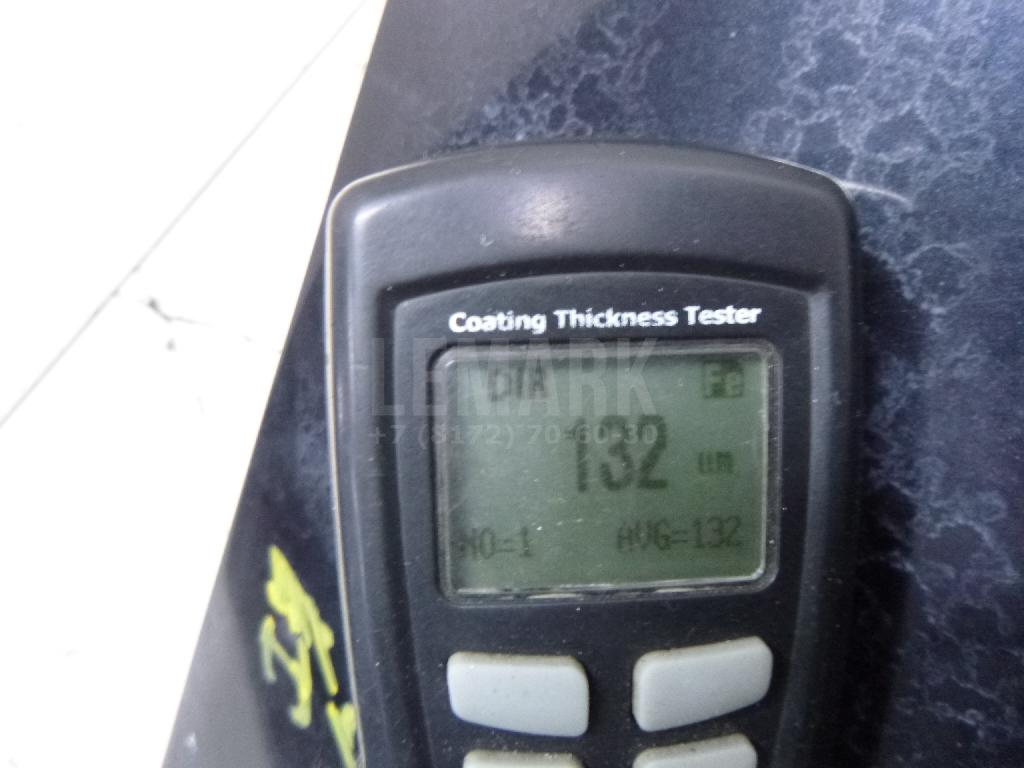 Coating Thickness Tester
LEMARK
Fe
+7 (8172) 70-60-30
132 um
NO=1 AVG=132